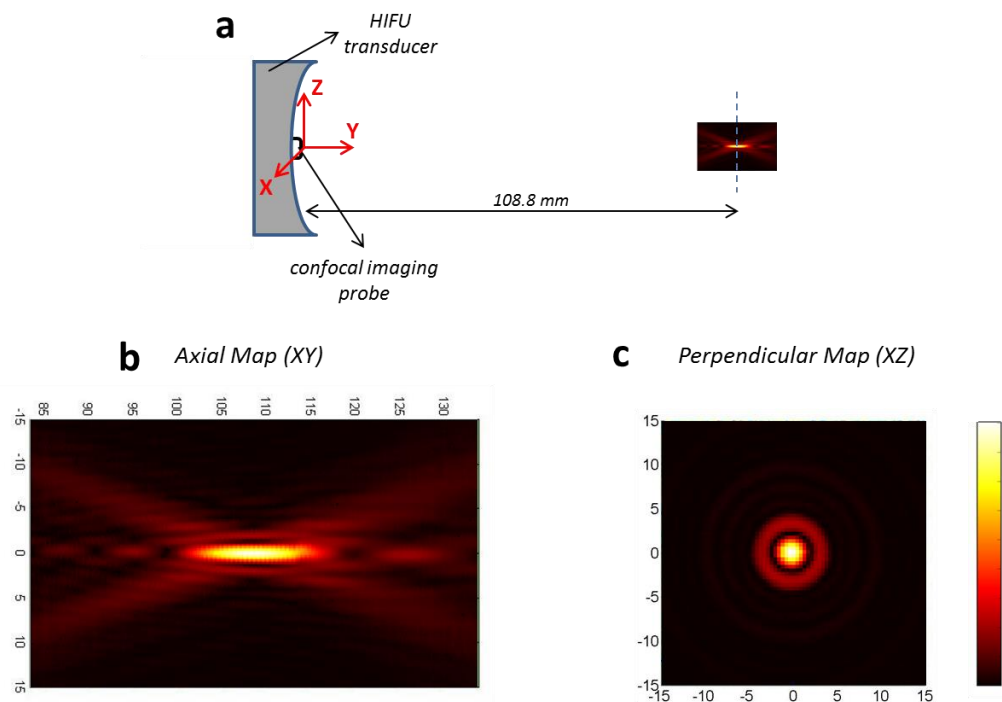 a
HIFU
transducer
Z
Y
X
108.8 mm
confocal imaging
probe
b Axial Map (XY)
85 90 95 100 105 110 115 120 125 130
-15
-10
-5
0
5
10
15
c Perpendicular Map (XZ)
15
10
5
0
-5
-10
-15
-15 -10 -5 0 5 10 15